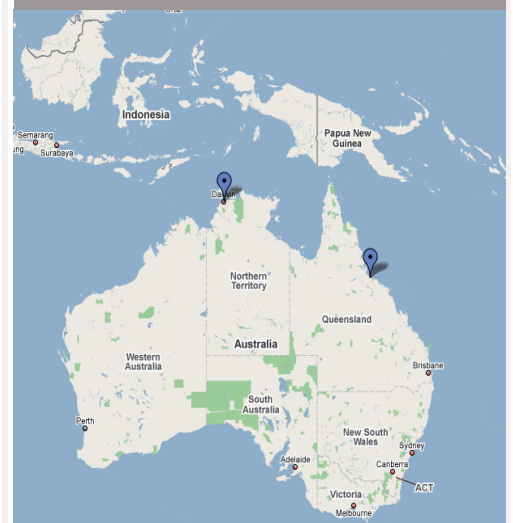 Indonesia
Semarang
Surabaya
Papua New
Guinea
Northern
Territory
Queensland
Australia
Western
Australia
Brisbane
South
Australia
Perth
New South
Wales
Sydney
Adelaide
Canberra
ACT
Victoria
Melbourne